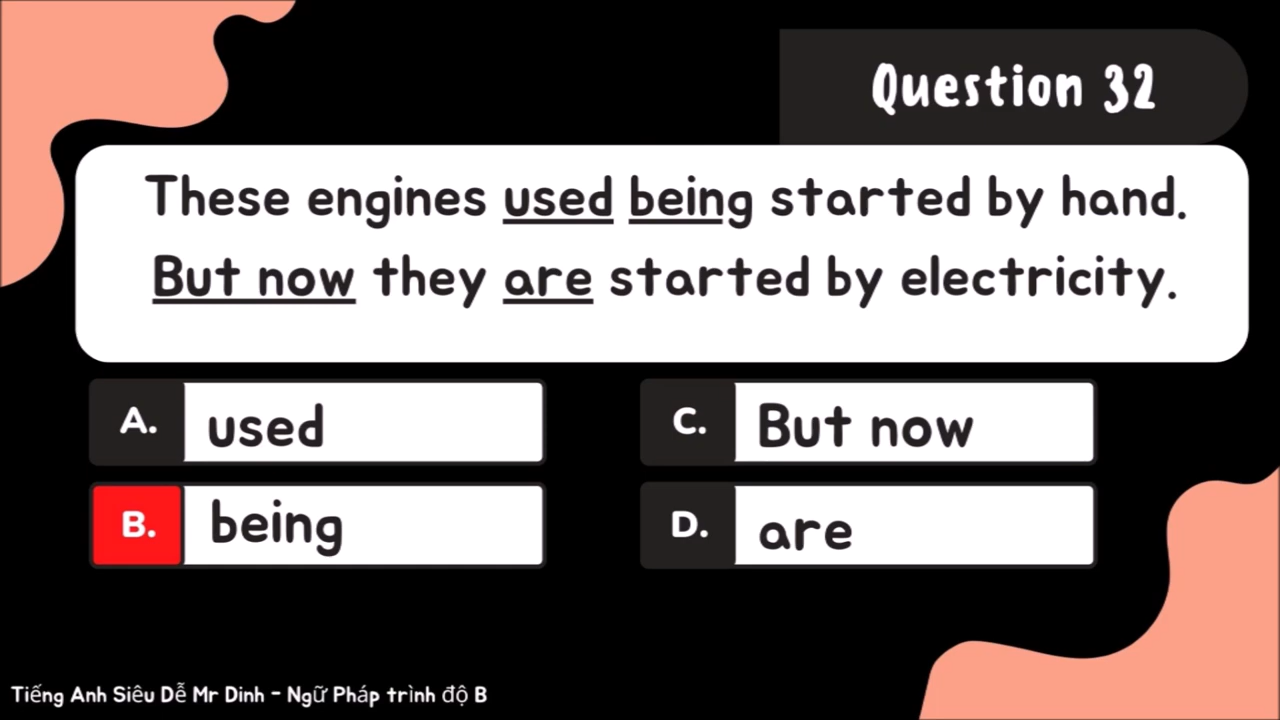 Question 32
These engines used being started by hand.
But now they are started by electricity.
A. used
B. being
C. But now
D. are
Tiếng Anh Siêu Dễ Mr Dinh - Ngữ Pháp trình độ B